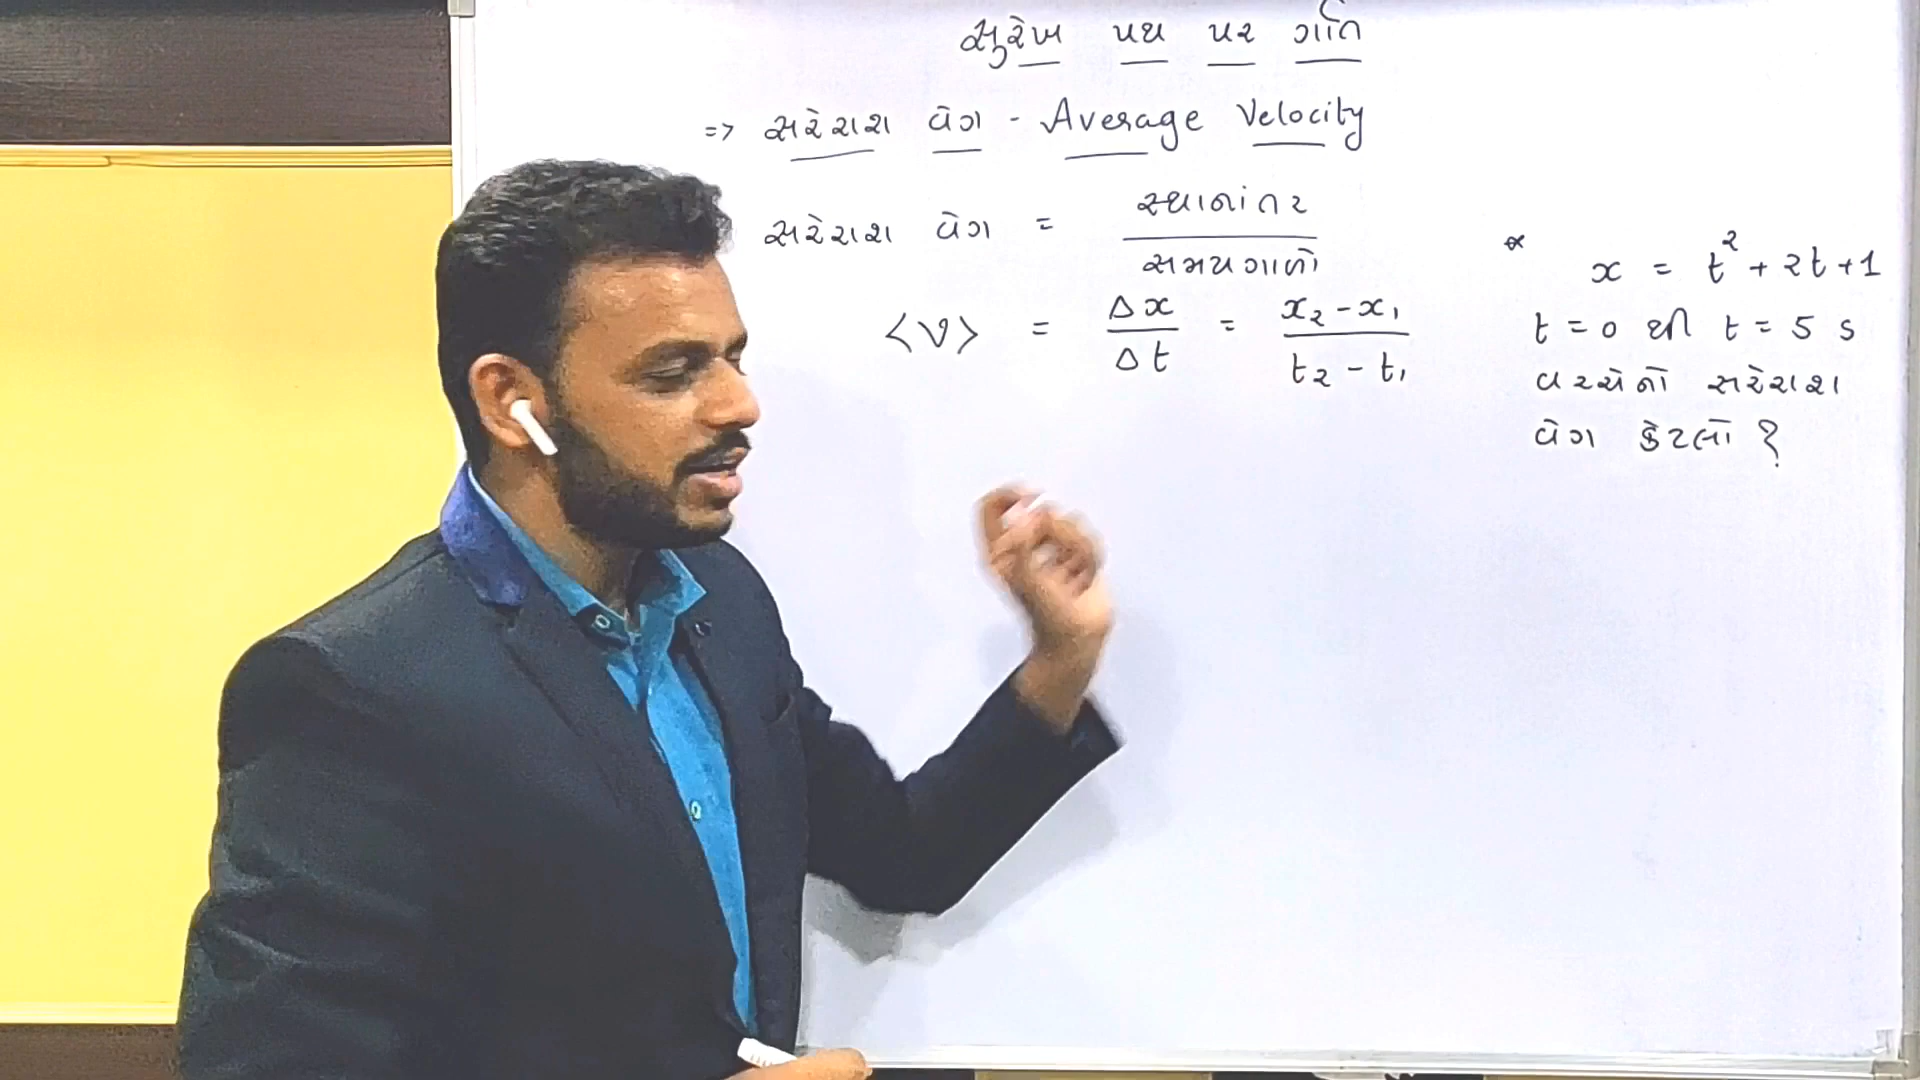 સુરેખ પથ પર ગતિ
=> સરેરાશ વેગ - Average Velocity
સરેરાશ વેગ = સ્થાનાંતર / સમયગાળો
<v> = Δx / Δt = x₂ - x₁ / t₂ - t₁
* x = t² + 2t + 1
t = 0 થી t = 5 s
વચ્ચેનો સરેરાશ
વેગ કેટલો ?